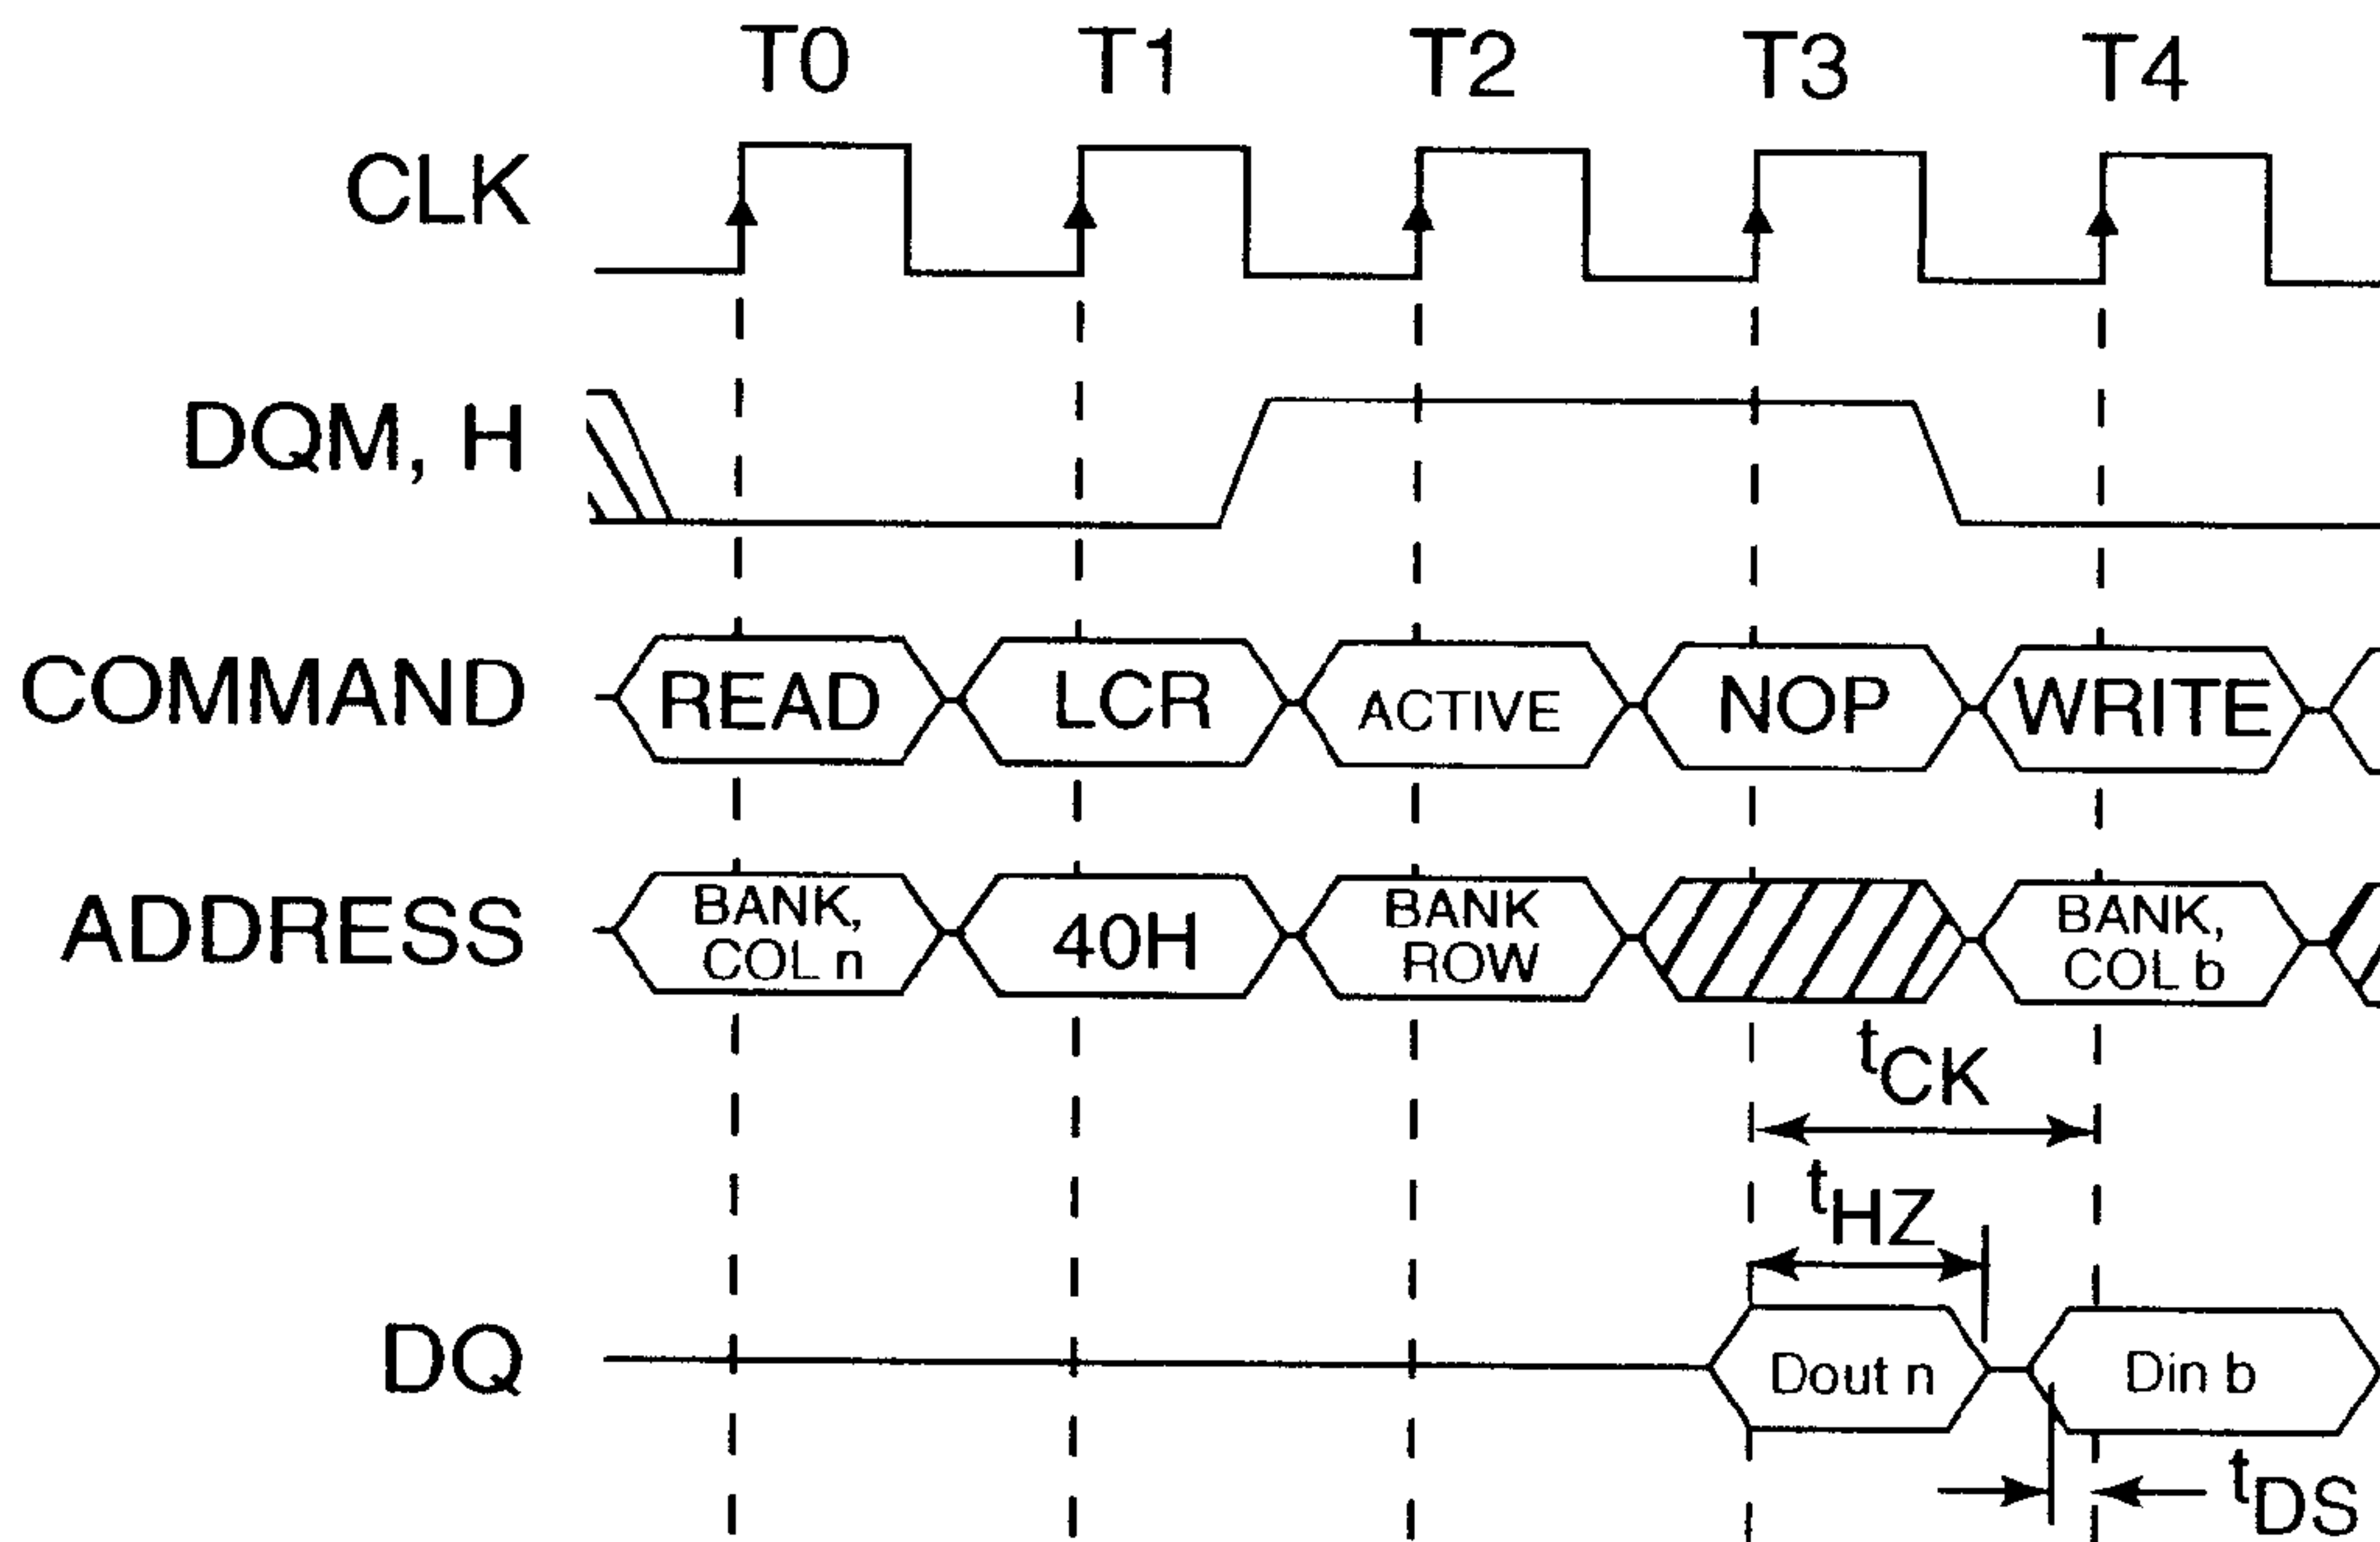 T0 T1 T2 T3 T4
CLK
DQM, H
COMMAND READ LCR ACTIVE NOP WRITE
ADDRESS BANK, COL n 40H BANK ROW BANK, COL b
tCK
tHZ
DQ Dout n Din b
tDS